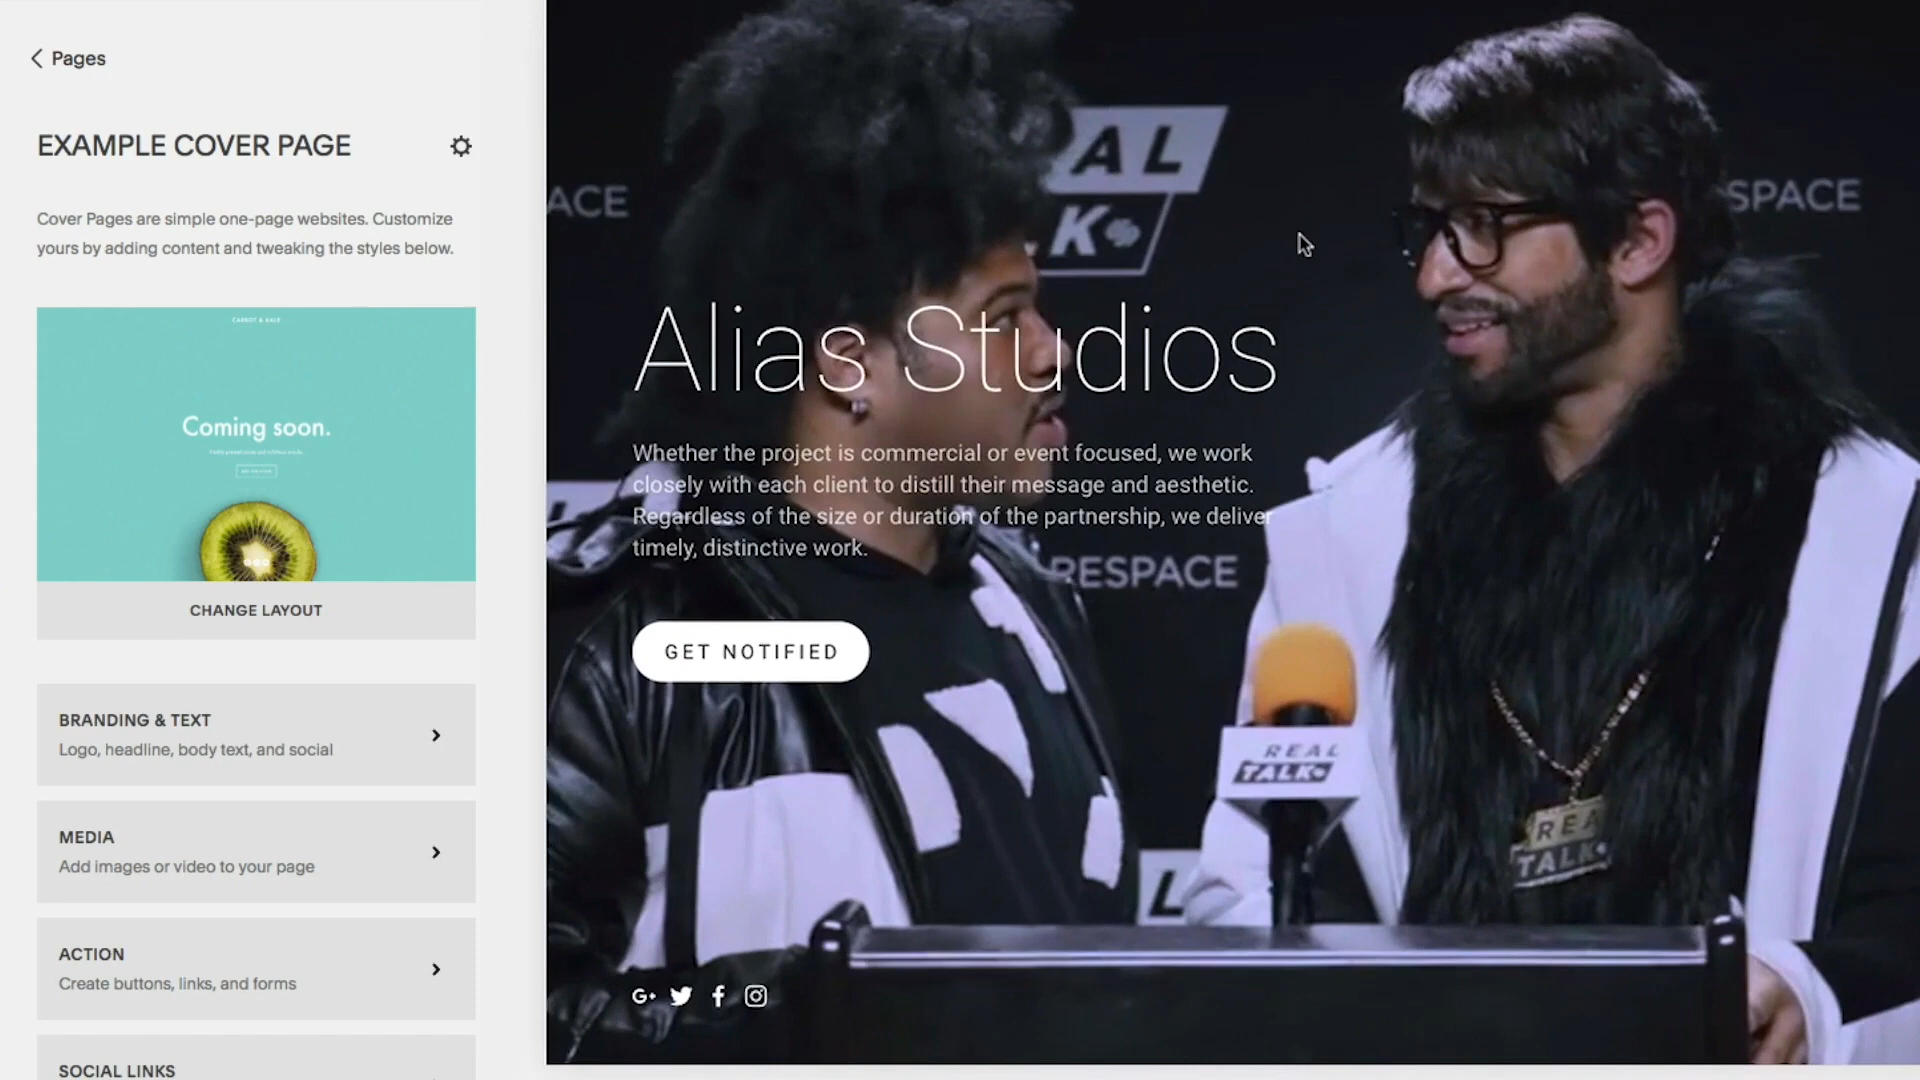 Pages
EXAMPLE COVER PAGE
Cover Pages are simple one-page websites. Customize
yours by adding content and tweaking the styles below.
CARROT & KALE
Coming soon.
CHANGE LAYOUT
BRANDING & TEXT
Logo, headline, body text, and social
MEDIA
Add images or video to your page
ACTION
Create buttons, links, and forms
SOCIAL LINKS
ACE
AL
K
SPACE
Alias Studios
Whether the project is commercial or event focused, we work
closely with each client to distill their message and aesthetic.
Regardless of the size or duration of the partnership, we deliver
timely, distinctive work.
RESPACE
GET NOTIFIED
REAL
TALK
REA
TALK
L
G+